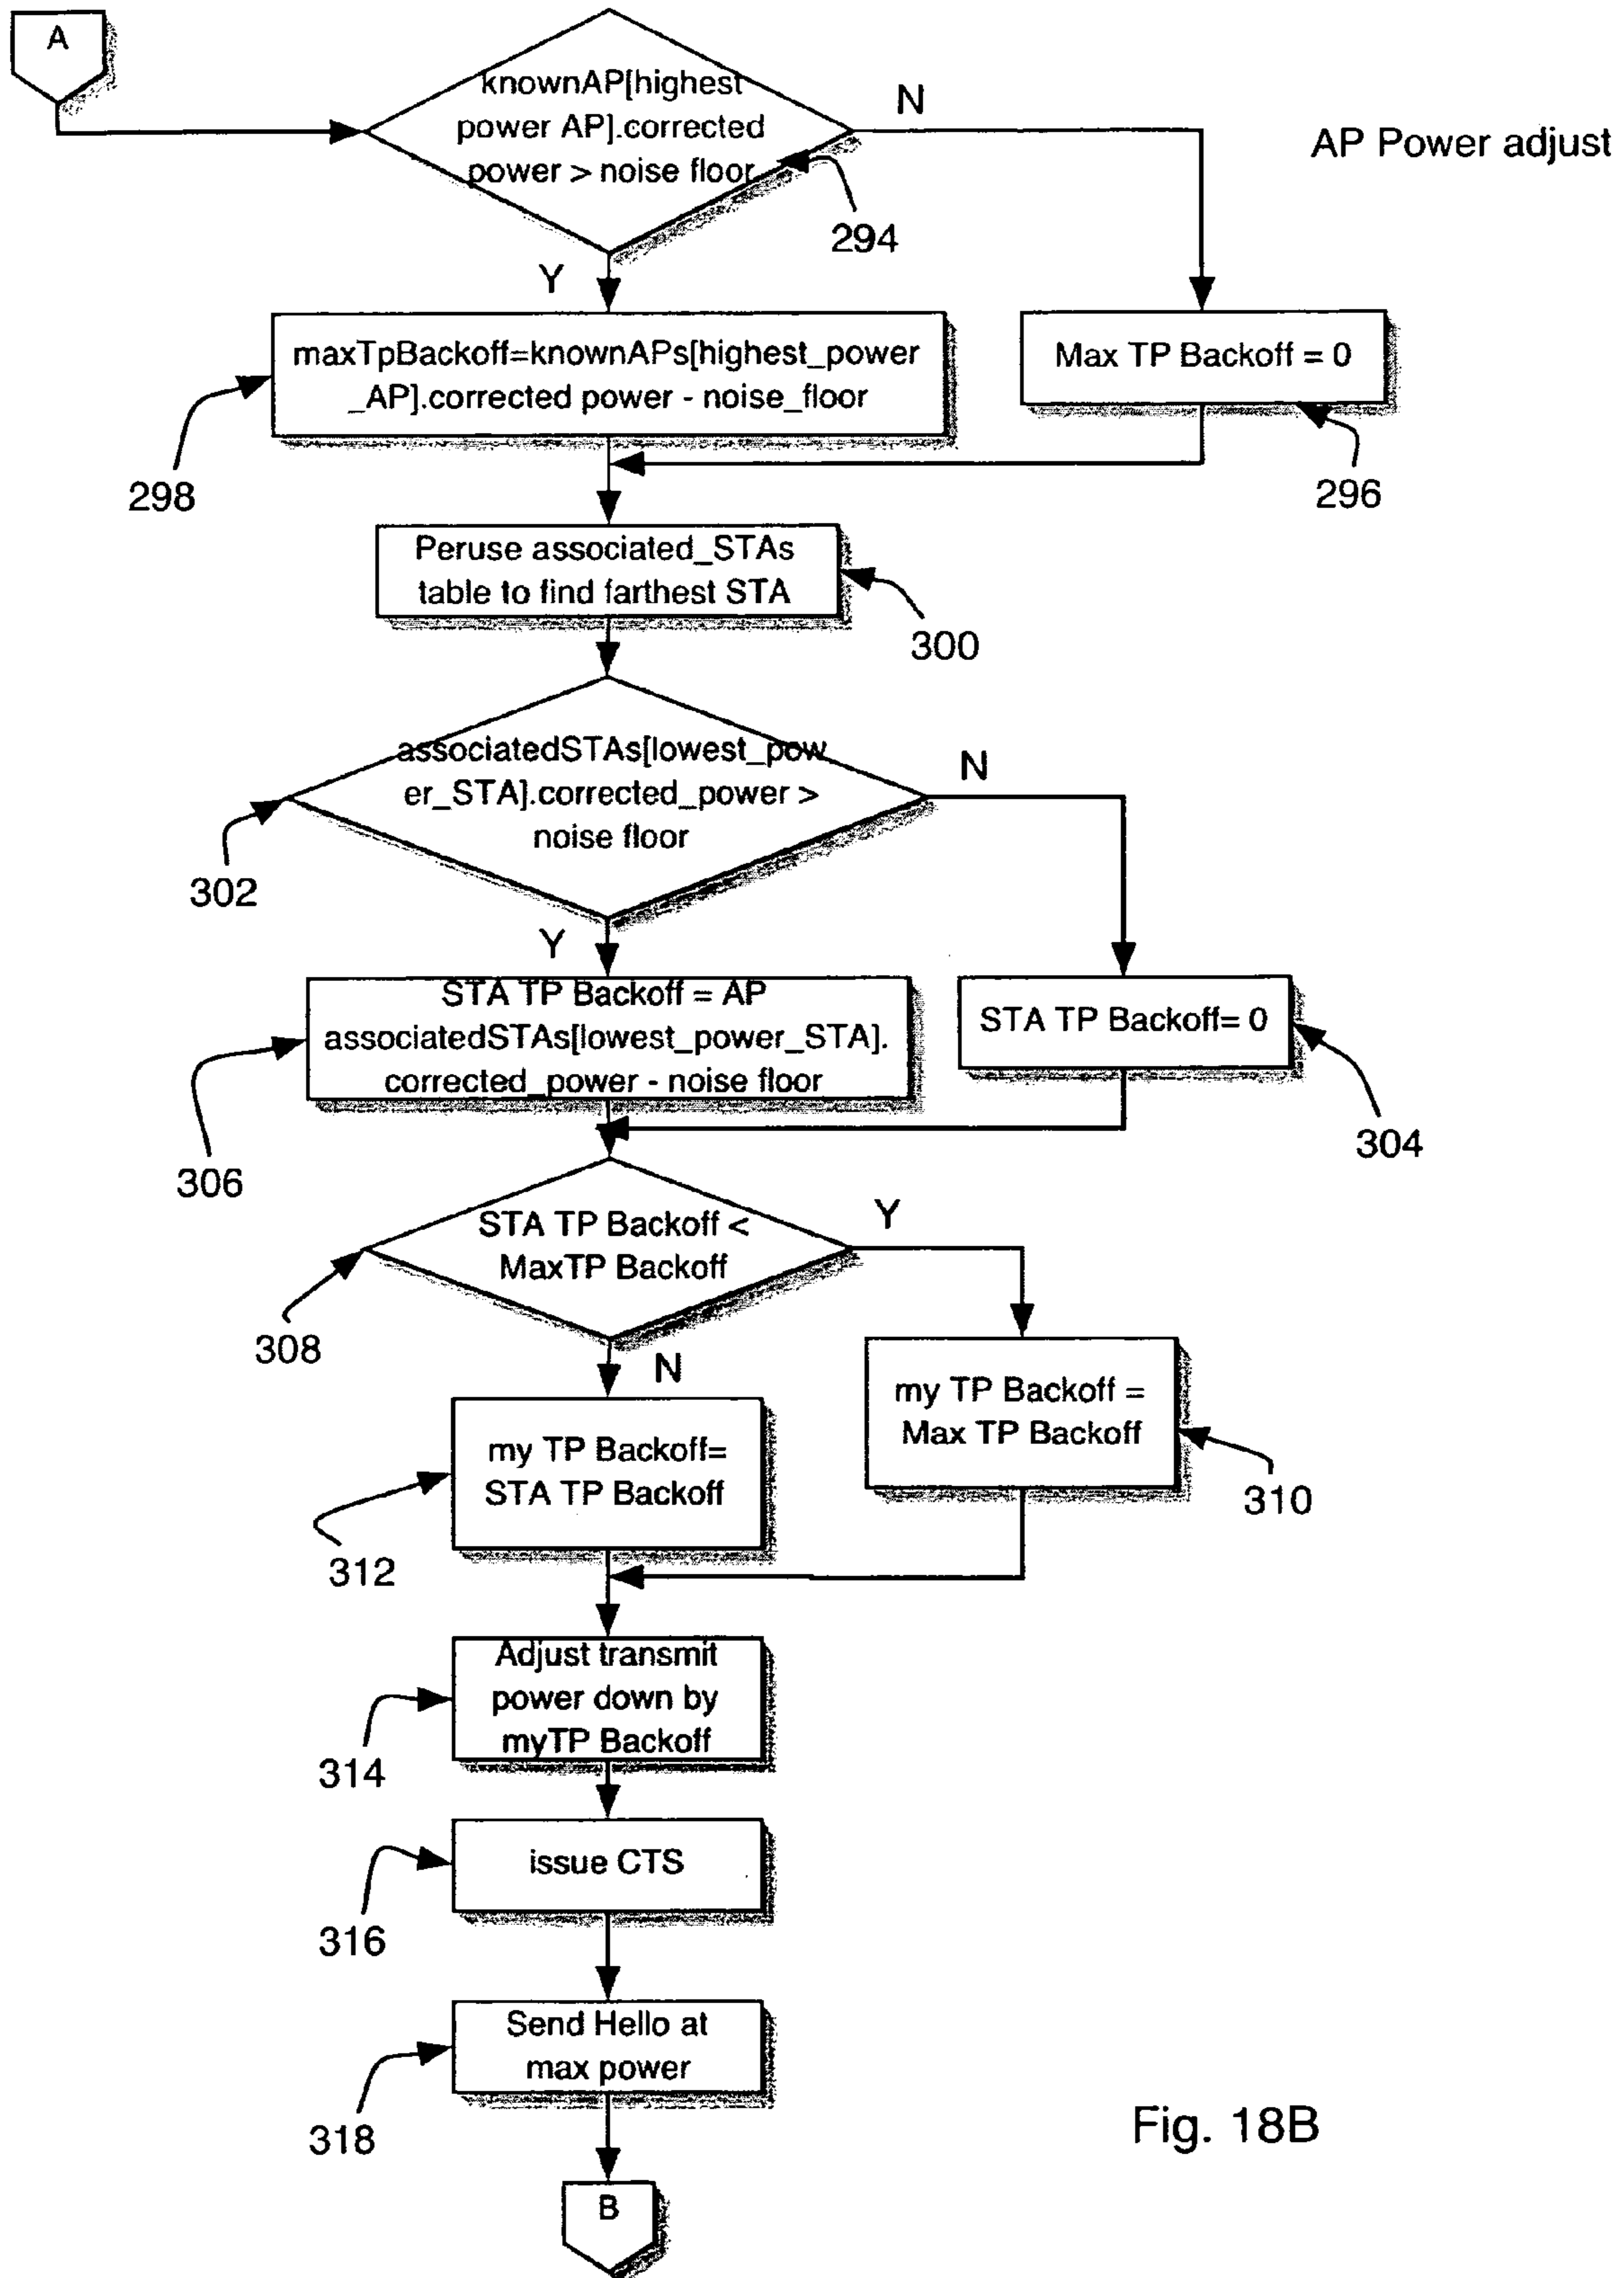 A
knownAP[highest
power AP].corrected
power > noise floor
N
AP Power adjust
294
Y
maxTpBackoff=knownAPs[highest_power
_AP].corrected power - noise_floor
Max TP Backoff = 0
298
296
Peruse associated_STAs
table to find farthest STA
300
associatedSTAs[lowest_pow
er_STA].corrected_power >
noise floor
N
302
Y
STA TP Backoff = AP
associatedSTAs[lowest_power_STA].
corrected_power - noise floor
STA TP Backoff= 0
304
306
STA TP Backoff <
MaxTP Backoff
Y
308
N
my TP Backoff =
Max TP Backoff
my TP Backoff=
STA TP Backoff
310
312
Adjust transmit
power down by
myTP Backoff
314
issue CTS
316
Send Hello at
max power
318
Fig. 18B
B